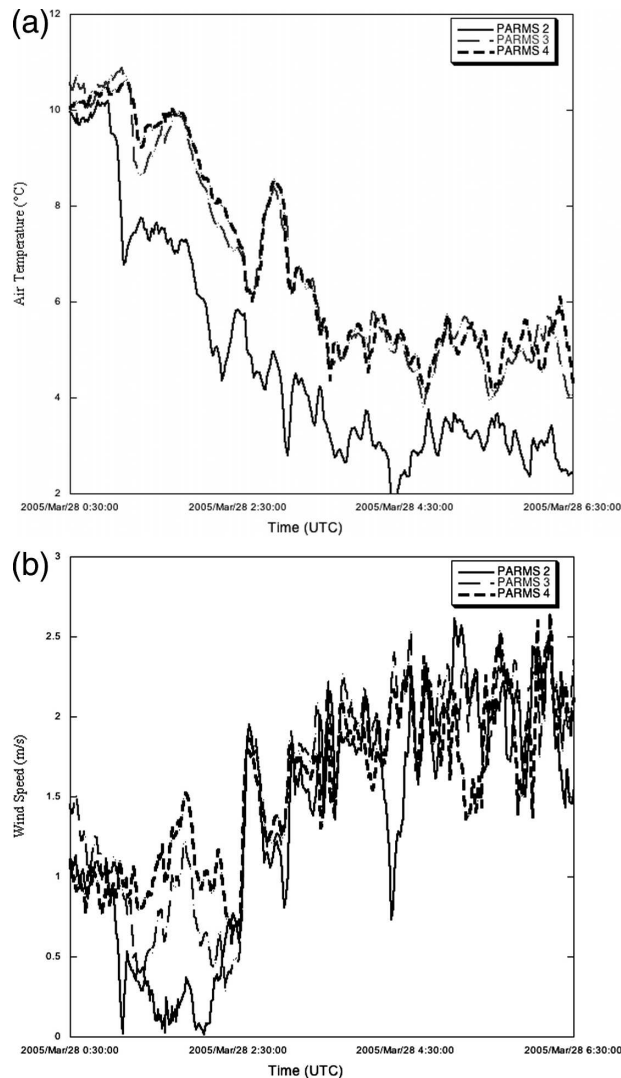 (a)
12
10
8
6
4
2
Air Temperature (°C)
PARMS 2
PARMS 3
PARMS 4
2005/Mar/28 0:30:00
2005/Mar/28 2:30:00
2005/Mar/28 4:30:00
2005/Mar/28 6:30:00
Time (UTC)
(b)
3
2.5
2
1.5
1
0.5
0
Wind Speed (m/s)
PARMS 2
PARMS 3
PARMS 4
2005/Mar/28 0:30:00
2005/Mar/28 2:30:00
2005/Mar/28 4:30:00
2005/Mar/28 6:30:00
Time (UTC)